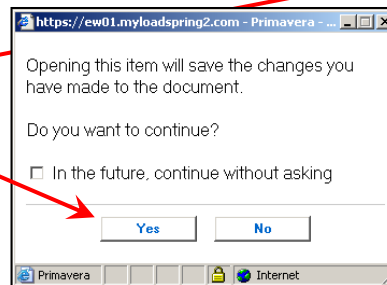 https://ew01.myloadspring2.com - Primavera - ...
Opening this item will save the changes you
have made to the document.
Do you want to continue?
In the future, continue without asking
Yes No
Primavera Internet